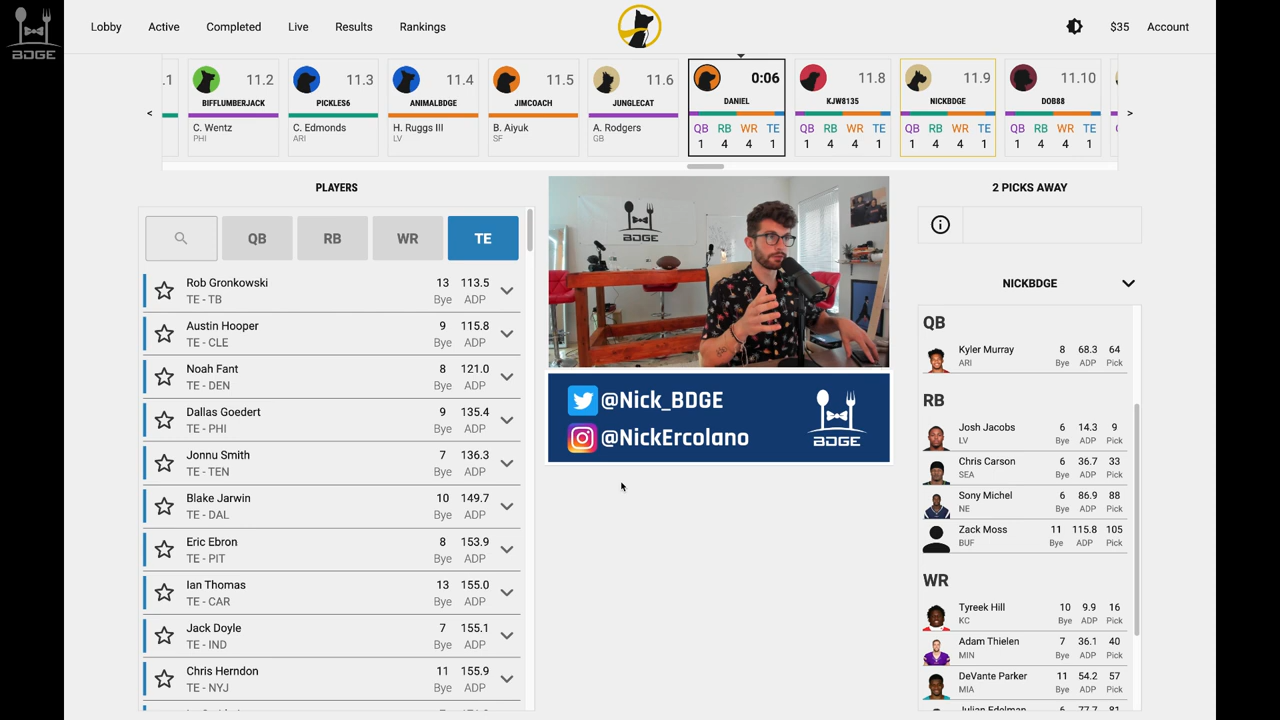 BDGE
Lobby
Active
Completed
Live
Results
Rankings
$35
Account
.1
11.2
BIFFLUMBERJACK
C. Wentz
PHI
11.3
PICKLES6
C. Edmonds
ARI
11.4
ANIMALBDGE
H. Ruggs III
LV
11.5
JIMCOACH
B. Aiyuk
SF
11.6
JUNGLECAT
A. Rodgers
GB
0:06
DANIEL
QB RB WR TE
1 4 4 1
11.8
KJW8135
QB RB WR TE
1 4 4 1
11.9
NICKBDGE
QB RB WR TE
1 4 4 1
11.10
DOB88
QB RB WR TE
1 4 4 1
<
>
PLAYERS
QB
RB
WR
TE
Rob Gronkowski 13 113.5
TE - TB Bye ADP
Austin Hooper 9 115.8
TE - CLE Bye ADP
Noah Fant 8 121.0
TE - DEN Bye ADP
Dallas Goedert 9 135.4
TE - PHI Bye ADP
Jonnu Smith 7 136.3
TE - TEN Bye ADP
Blake Jarwin 10 149.7
TE - DAL Bye ADP
Eric Ebron 8 153.9
TE - PIT Bye ADP
Ian Thomas 13 155.0
TE - CAR Bye ADP
Jack Doyle 7 155.1
TE - IND Bye ADP
Chris Herndon 11 155.9
TE - NYJ Bye ADP
BDGE
@Nick_BDGE
@NickErcolano
BDGE
2 PICKS AWAY
NICKBDGE
QB
Kyler Murray 8 68.3 64
ARI Bye ADP Pick
RB
Josh Jacobs 6 14.3 9
LV Bye ADP Pick
Chris Carson 6 36.7 33
SEA Bye ADP Pick
Sony Michel 6 86.9 88
NE Bye ADP Pick
Zack Moss 11 115.8 105
BUF Bye ADP Pick
WR
Tyreek Hill 10 9.9 16
KC Bye ADP Pick
Adam Thielen 7 36.1 40
MIN Bye ADP Pick
DeVante Parker 11 54.2 57
MIA Bye ADP Pick
Julian Edelman 6 77.7 81